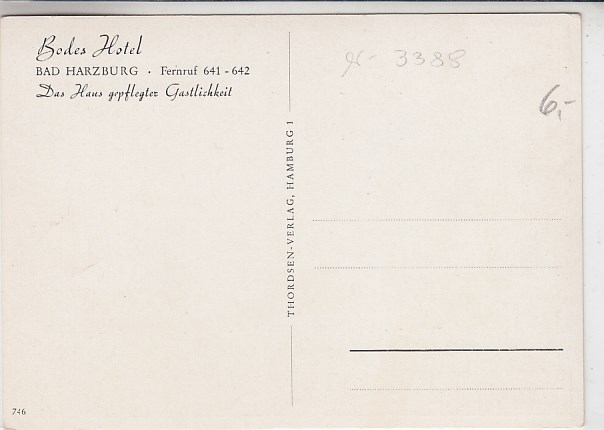 Bodes Hotel
BAD HARZBURG · Fernruf 641 - 642
Das Haus gepflegter Gastlichkeit
THORDSEN-VERLAG, HAMBURG 1
3388
6,-
746